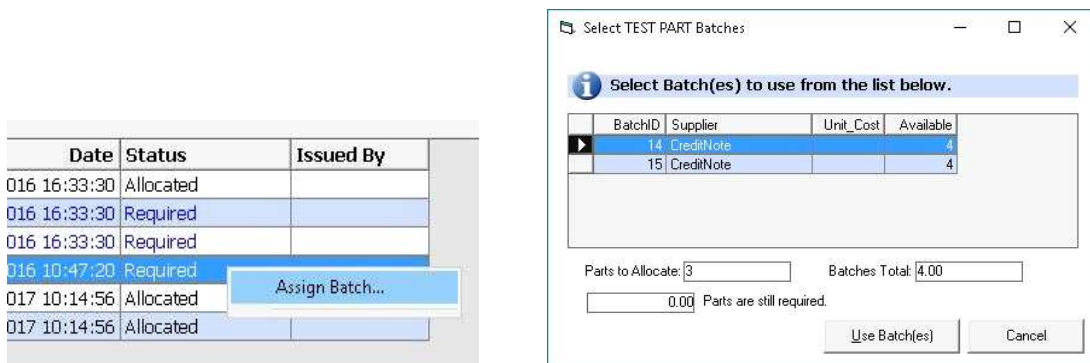 Date Status Issued By
016 16:33:30 Allocated
016 16:33:30 Required
016 16:33:30 Required
016 10:47:20 Required
017 10:14:56 Allocated
017 10:14:56 Allocated
Assign Batch...
Select TEST PART Batches
Select Batch(es) to use from the list below.
BatchID Supplier Unit_Cost Available
14 CreditNote 4
15 CreditNote 4
Parts to Allocate: 3 Batches Total: 4.00
0.00 Parts are still required.
Use Batch(es) Cancel